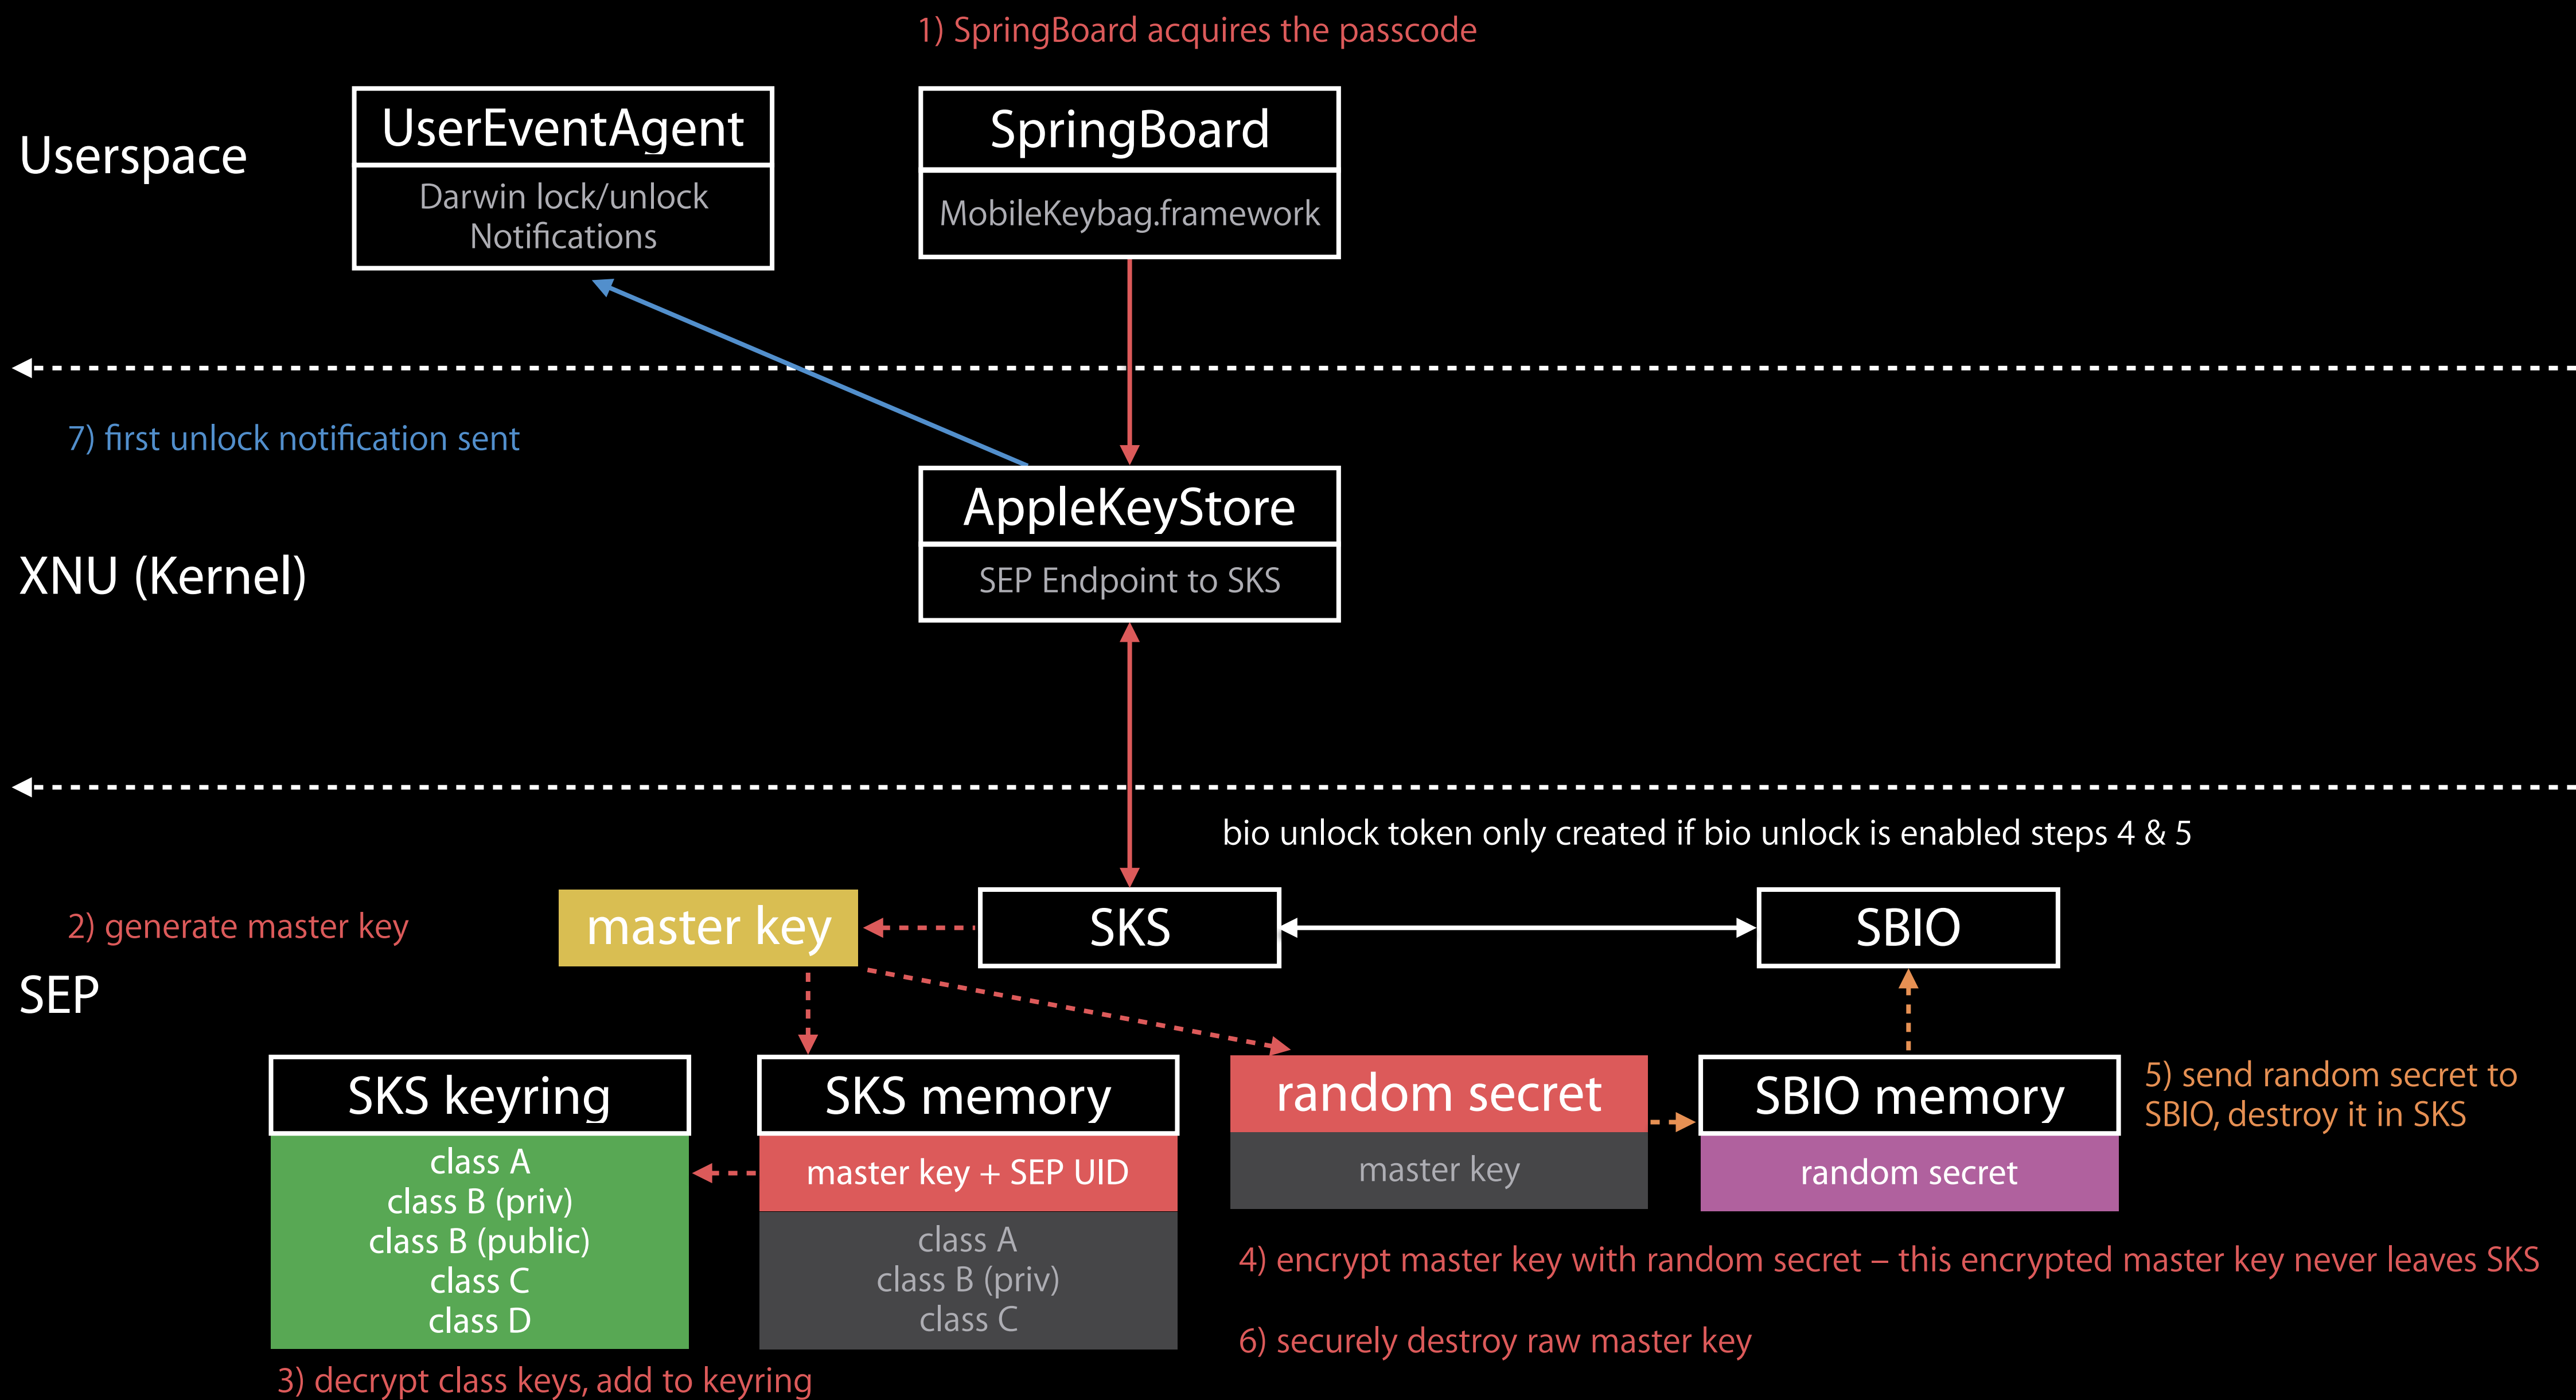 1) SpringBoard acquires the passcode
Userspace
UserEventAgent
Darwin lock/unlock
Notifications
SpringBoard
MobileKeybag.framework
7) first unlock notification sent
XNU (Kernel)
AppleKeyStore
SEP Endpoint to SKS
bio unlock token only created if bio unlock is enabled steps 4 & 5
2) generate master key
master key
SKS
SBIO
SEP
SKS keyring
class A
class B (priv)
class B (public)
class C
class D
SKS memory
master key + SEP UID
class A
class B (priv)
class C
random secret
master key
SBIO memory
random secret
5) send random secret to
SBIO, destroy it in SKS
4) encrypt master key with random secret – this encrypted master key never leaves SKS
6) securely destroy raw master key
3) decrypt class keys, add to keyring